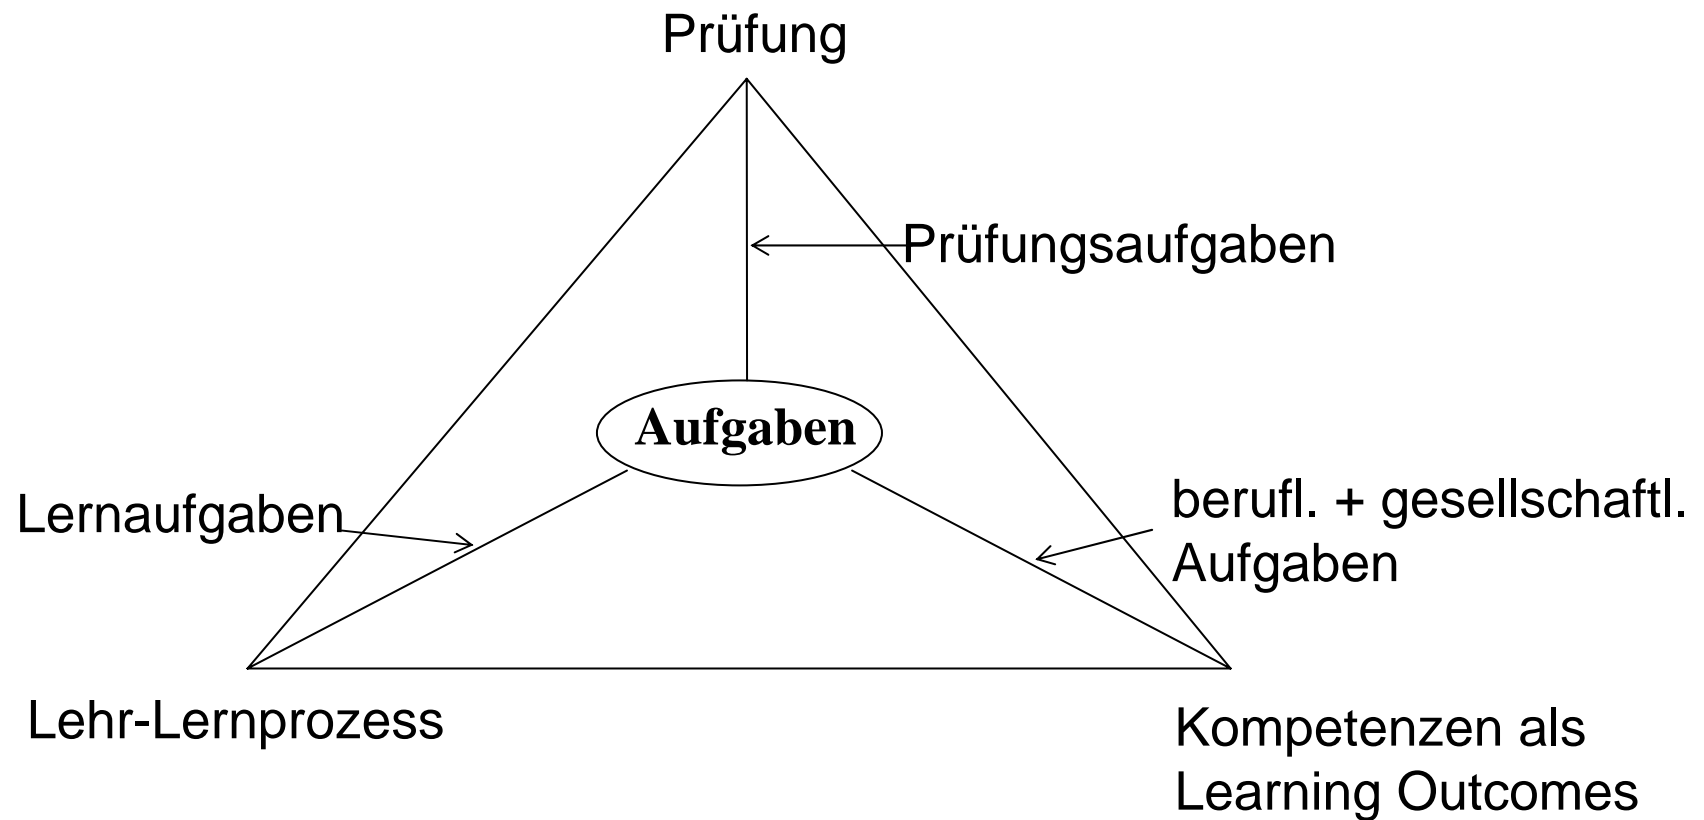 Prüfung
Prüfungsaufgaben
Aufgaben
Lernaufgaben
berufl. + gesellschaftl.
Aufgaben
Lehr-Lernprozess
Kompetenzen als
Learning Outcomes